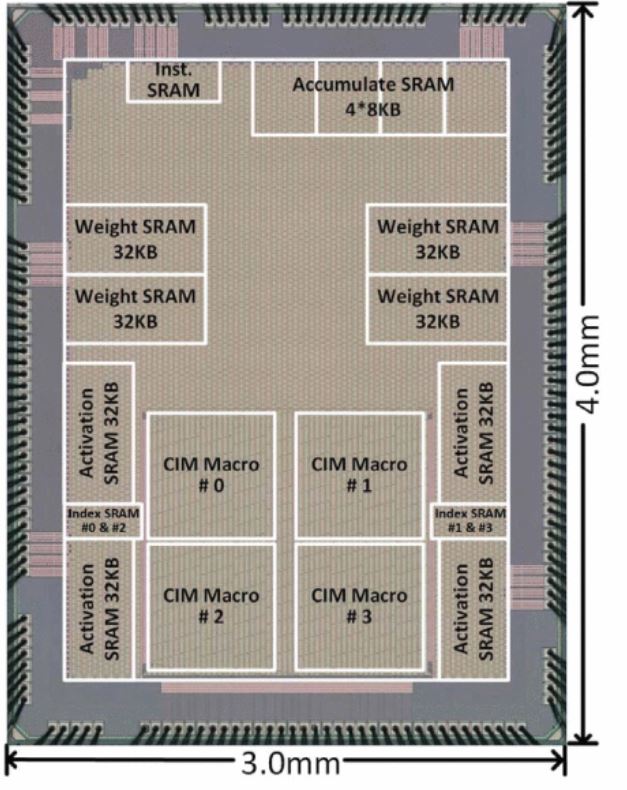 Inst.
SRAM
Accumulate SRAM
4*8KB
Weight SRAM
32KB
Weight SRAM
32KB
Weight SRAM
32KB
Weight SRAM
32KB
Activation
SRAM 32KB
Activation
SRAM 32KB
CIM Macro
# 0
CIM Macro
# 1
Index SRAM
#0 & #2
Index SRAM
#1 & #3
Activation
SRAM 32KB
Activation
SRAM 32KB
CIM Macro
# 2
CIM Macro
# 3
4.0mm
3.0mm